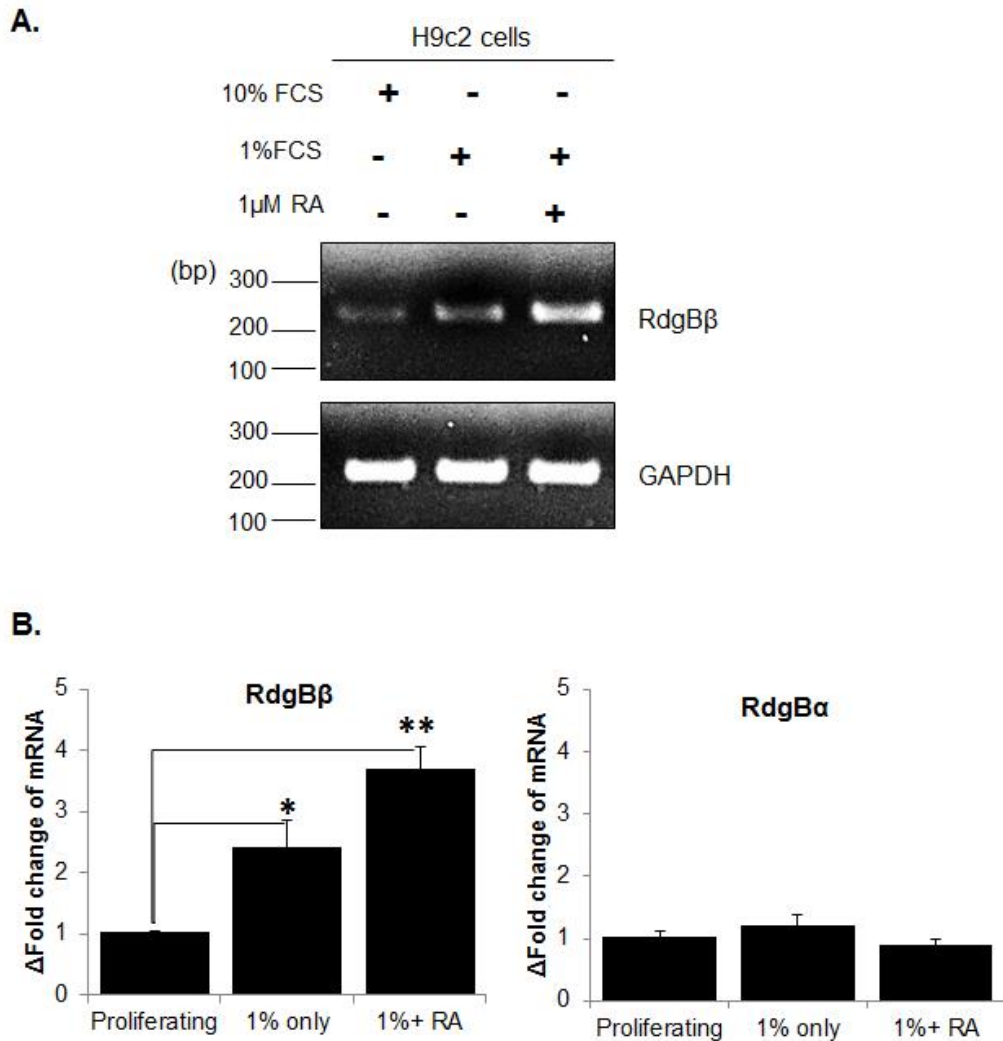 A.
H9c2 cells
10% FCS + - -
1%FCS - + +
1µM RA - - +
(bp)
300
200
100
RdgBβ
300
200
100
GAPDH
B.
RdgBβ
ΔFold change of mRNA
5
4
3
2
1
0
*
**
Proliferating 1% only 1%+ RA
RdgBα
ΔFold change of mRNA
5
4
3
2
1
0
Proliferating 1% only 1%+ RA